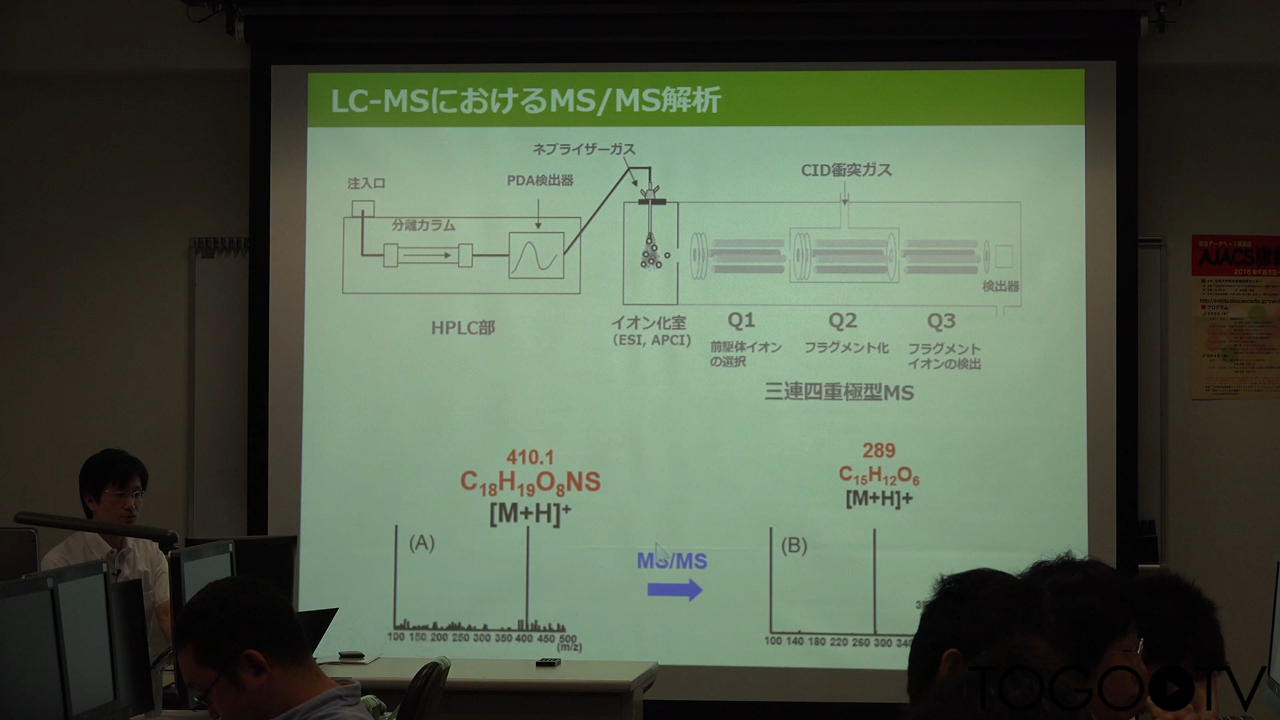 LC-MSにおけるMS/MS解析
ネブライザーガス
注入口
PDA検出器
CID衝突ガス
分離カラム
検出器
HPLC部
イオン化室
(ESI, APCI)
Q1
Q2
Q3
前駆体イオン
の選択
フラグメント化
フラグメント
イオンの検出
三連四重極型MS
410.1
C18H19O8NS
[M+H]+
289
C15H12O6
[M+H]+
(A)
MS/MS
(B)
100 150 200 250 300 350 400 450 500
(m/z)
100 140 180 220 260 300 340
AJACS
プログラム
TOGOTV